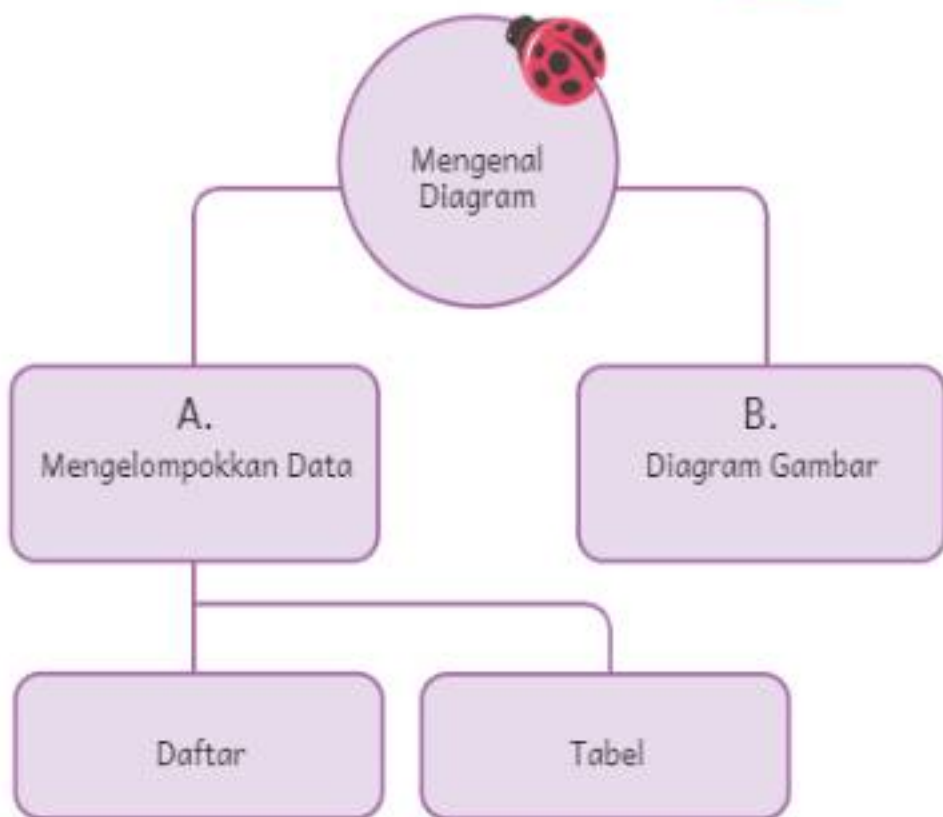 Mengenal
Diagram
A.
Mengelompokkan Data
B.
Diagram Gambar
Daftar
Tabel